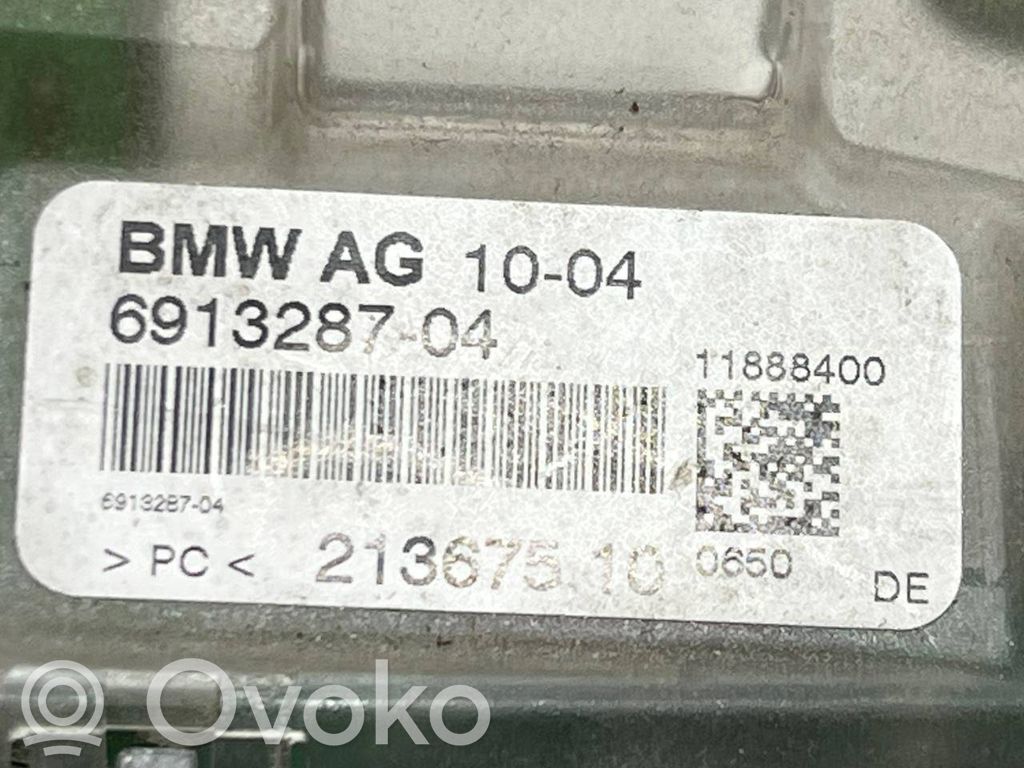 BMW AG 10-04
6913287-04
11888400
6913287-04
> PC < 213675 10
0650
DE
Ovoko